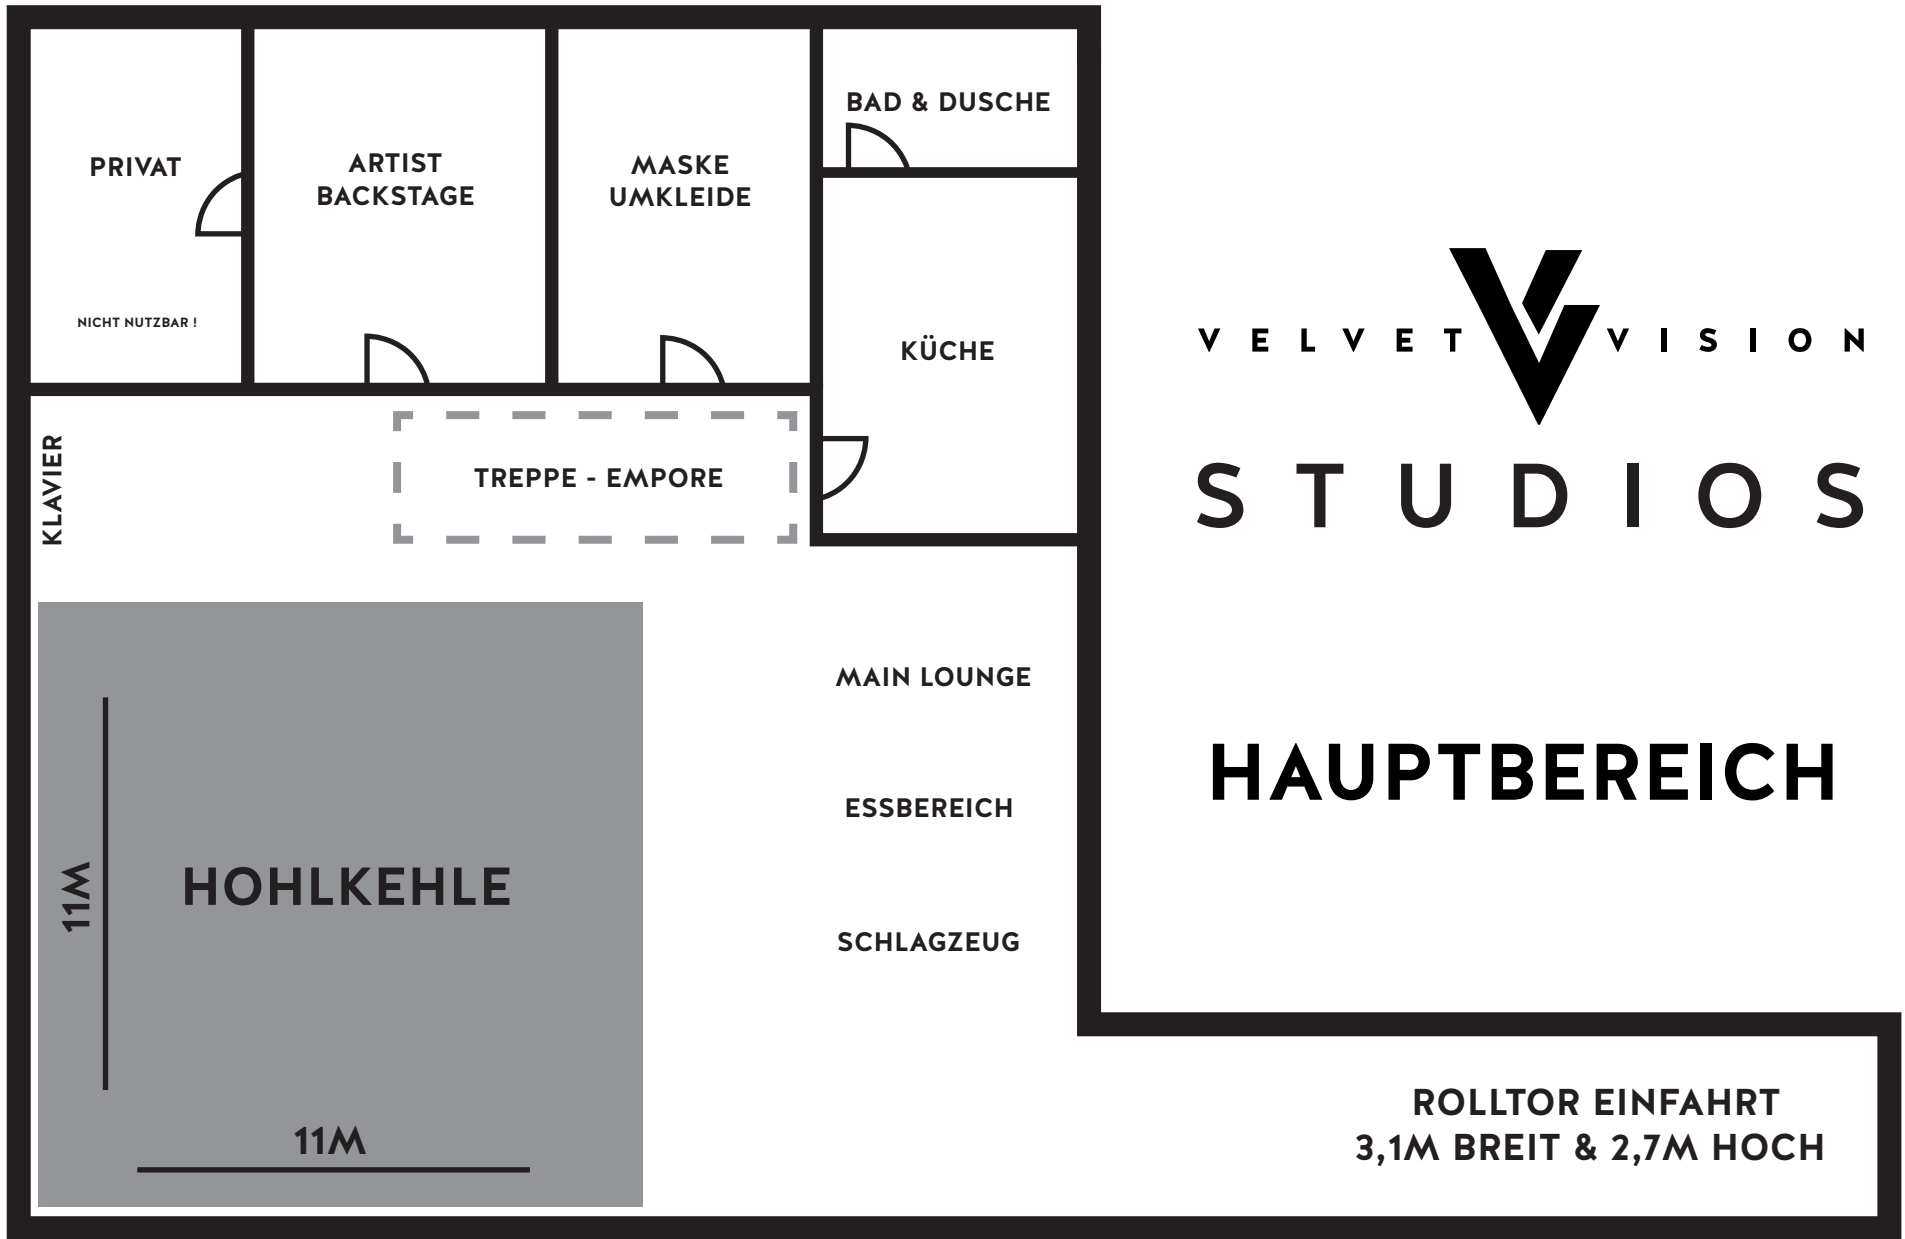 PRIVAT
NICHT NUTZBAR !
ARTIST
BACKSTAGE
MASKE
UMKLEIDE
BAD & DUSCHE
KÜCHE
KLAVIER
TREPPE - EMPORE
VELVET VISION
STUDIOS
HAUPTBEREICH
MAIN LOUNGE
ESSBEREICH
SCHLAGZEUG
HOHLKEHLE
11M
11M
ROLLTOR EINFAHRT
3,1M BREIT & 2,7M HOCH